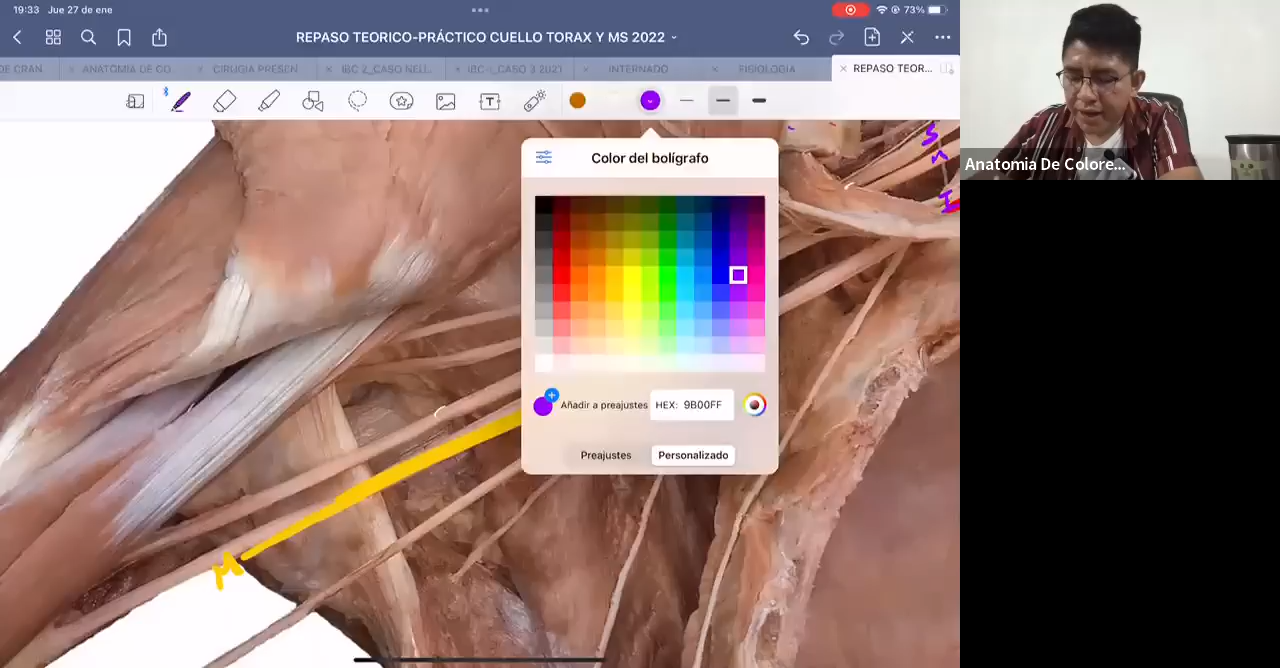 19:33 Jue 27 de ene
73%
REPASO TEORICO-PRÁCTICO CUELLO TORAX Y MS 2022
DE CRAN
ANATOMIA DE CO
CIRUGIA PRESEN
IBC 2_CASO NELL...
IBC-I_CASO 3 2021
INTERNADO
FISIOLOGIA
REPASO TEOR...
Color del bolígrafo
Añadir a preajustes
HEX: 9B00FF
Preajustes
Personalizado
M
Anatomia De Colore...